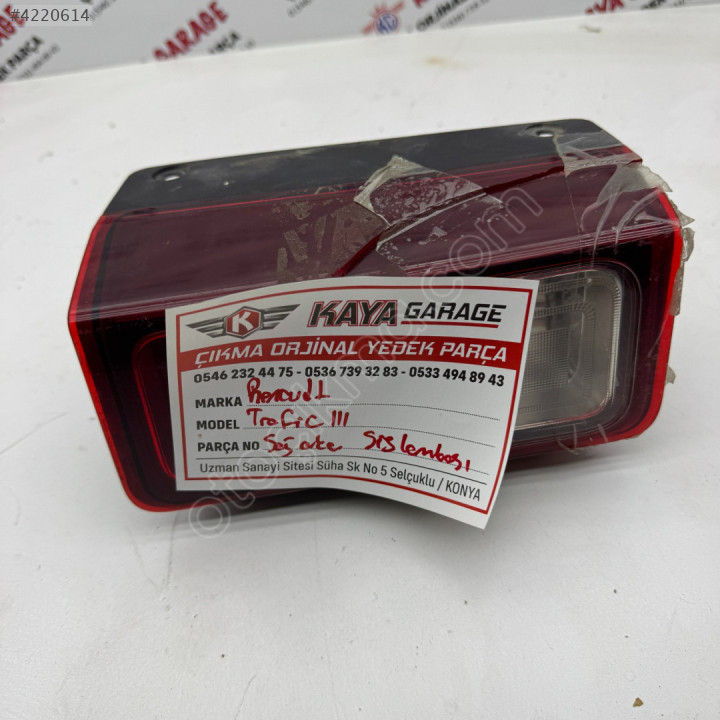 #4220614
GARAGE
KAYA GARAGE
ÇIKMA ORJİNAL YEDEK PARÇA
0546 232 44 75 - 0536 739 32 83 - 0533 494 89 43
MARKA Renault
MODEL Trafic III
PARÇA NO Sağ arka Sis lambası
Uzman Sanayi Sitesi Süha Sk No 5 Selçuklu / KONYA